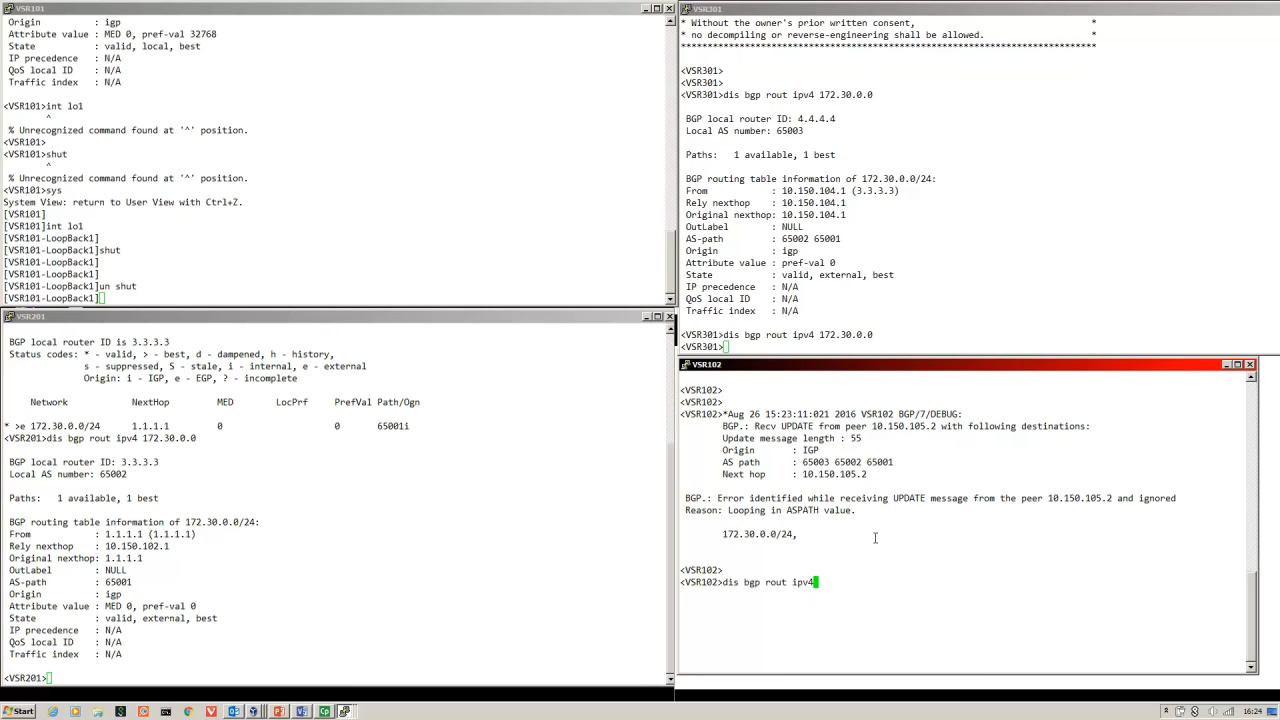 VSR101
Origin : igp
Attribute value : MED 0, pref-val 32768
State : valid, local, best
IP precedence : N/A
QoS local ID : N/A
Traffic index : N/A
<VSR101>int lo1
^
% Unrecognized command found at '^' position.
<VSR101>
<VSR101>shut
^
% Unrecognized command found at '^' position.
<VSR101>sys
System View: return to User View with Ctrl+Z.
[VSR101]
[VSR101]int lo1
[VSR101-LoopBack1]
[VSR101-LoopBack1]shut
[VSR101-LoopBack1]
[VSR101-LoopBack1]
[VSR101-LoopBack1]un shut
[VSR101-LoopBack1]
VSR301
* Without the owner's prior written consent, *
* no decompiling or reverse-engineering shall be allowed. *
******************************************************************************
<VSR301>
<VSR301>
<VSR301>dis bgp rout ipv4 172.30.0.0
BGP local router ID: 4.4.4.4
Local AS number: 65003
Paths: 1 available, 1 best
BGP routing table information of 172.30.0.0/24:
From : 10.150.104.1 (3.3.3.3)
Rely nexthop : 10.150.104.1
Original nexthop: 10.150.104.1
OutLabel : NULL
AS-path : 65002 65001
Origin : igp
Attribute value : pref-val 0
State : valid, external, best
IP precedence : N/A
QoS local ID : N/A
Traffic index : N/A
<VSR301>dis bgp rout ipv4 172.30.0.0
<VSR301>
VSR201
BGP local router ID is 3.3.3.3
Status codes: * - valid, > - best, d - dampened, h - history,
s - suppressed, S - stale, i - internal, e - external
Origin: i - IGP, e - EGP, ? - incomplete
Network NextHop MED LocPrf PrefVal Path/Ogn
* >e 172.30.0.0/24 1.1.1.1 0 0 65001i
<VSR201>dis bgp rout ipv4 172.30.0.0
BGP local router ID: 3.3.3.3
Local AS number: 65002
Paths: 1 available, 1 best
BGP routing table information of 172.30.0.0/24:
From : 1.1.1.1 (1.1.1.1)
Rely nexthop : 10.150.102.1
Original nexthop: 1.1.1.1
OutLabel : NULL
AS-path : 65001
Origin : igp
Attribute value : MED 0, pref-val 0
State : valid, external, best
IP precedence : N/A
QoS local ID : N/A
Traffic index : N/A
<VSR201>
VSR102
<VSR102>
<VSR102>
<VSR102>*Aug 26 15:23:11:021 2016 VSR102 BGP/7/DEBUG:
BGP.: Recv UPDATE from peer 10.150.105.2 with following destinations:
Update message length : 55
Origin : IGP
AS path : 65003 65002 65001
Next hop : 10.150.105.2
BGP.: Error identified while receiving UPDATE message from the peer 10.150.105.2 and ignored
Reason: Looping in ASPATH value.
172.30.0.0/24,
<VSR102>
<VSR102>dis bgp rout ipv4
Start
16:24